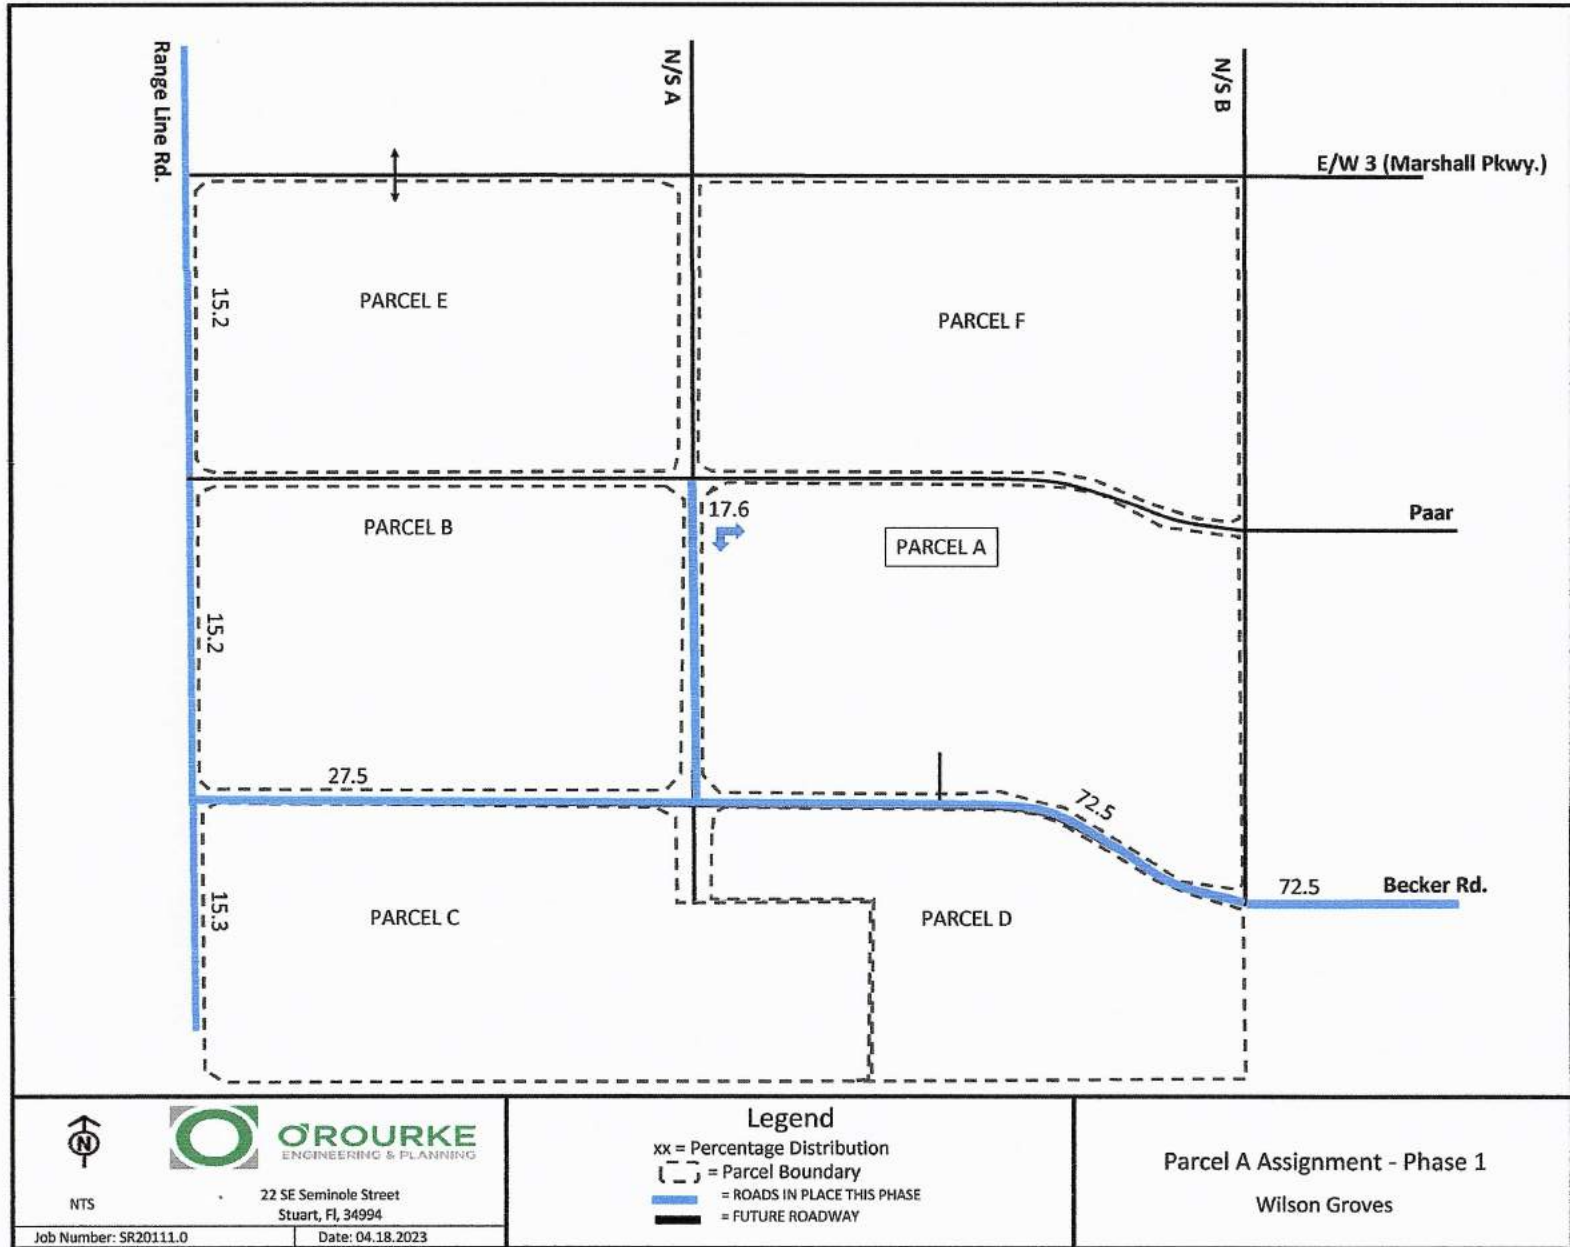 Range Line Rd.
N/S A
N/S B
E/W 3 (Marshall Pkwy.)
15.2
PARCEL E
PARCEL F
17.6
PARCEL B
PARCEL A
Paar
15.2
27.5
72.5
15.3
PARCEL C
PARCEL D
72.5
Becker Rd.
N
NTS
O'ROURKE
ENGINEERING & PLANNING
22 SE Seminole Street
Stuart, Fl, 34994
Job Number: SR20111.0
Date: 04.18.2023
Legend
xx = Percentage Distribution
= Parcel Boundary
= ROADS IN PLACE THIS PHASE
= FUTURE ROADWAY
Parcel A Assignment - Phase 1
Wilson Groves